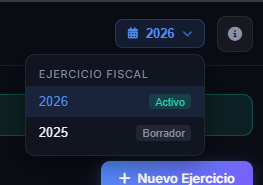 2026
EJERCICIO FISCAL
2026 Activo
2025 Borrador
+ Nuevo Ejercicio